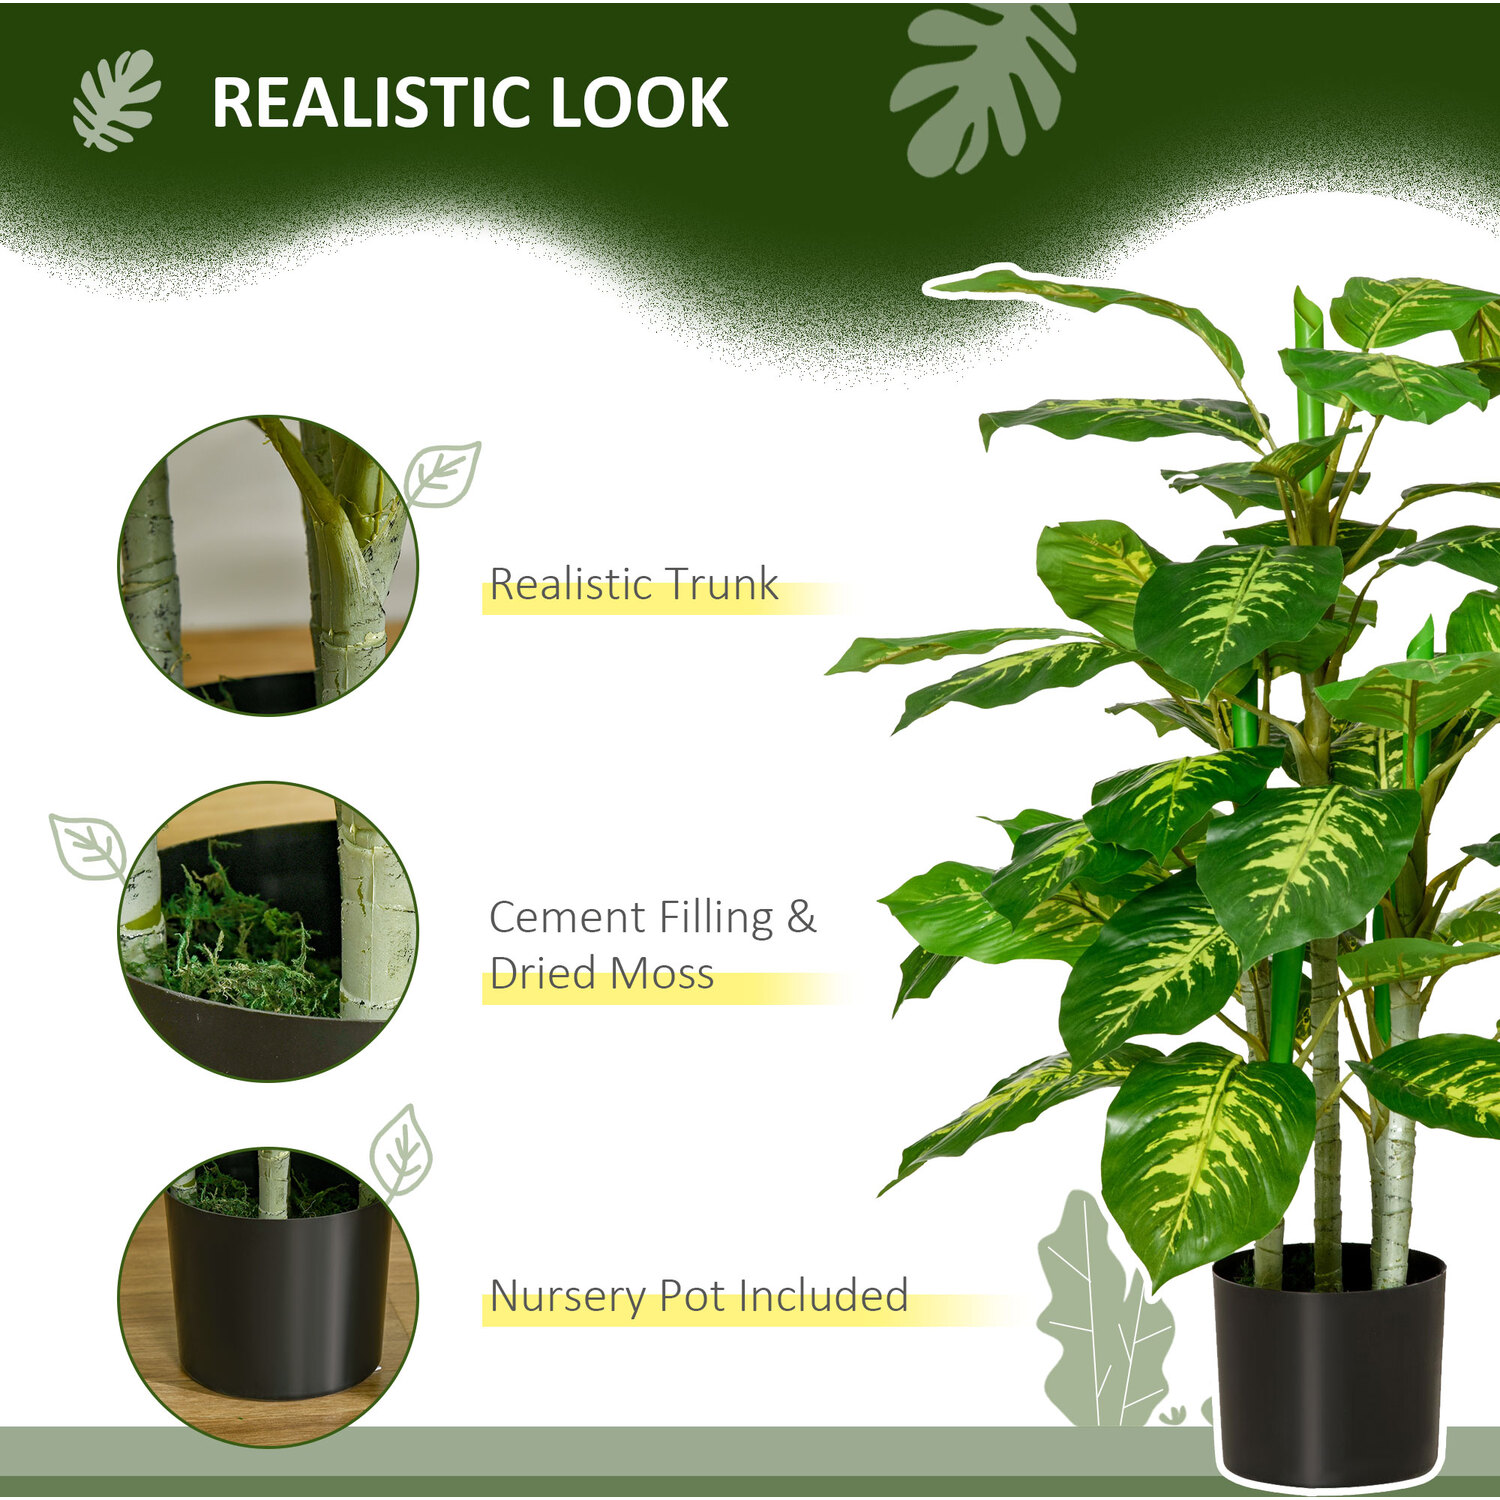 REALISTIC LOOK
Realistic Trunk
Cement Filling &
Dried Moss
Nursery Pot Included